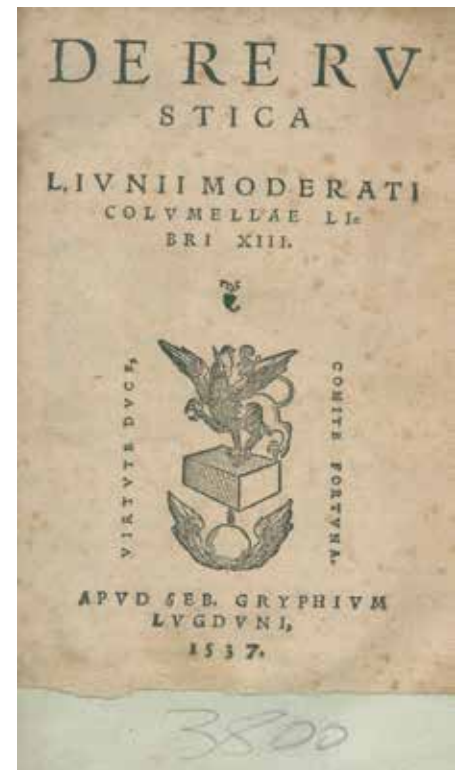 DE RE RV
STICA
L. IVNII MODERATI
COLVMELLAE LI-
BRI XIII.
VIRTVTE DVCE,
COMITE FORTVNA.
APVD SEB. GRYPHIVM
LVGDVNI,
1537.
3800